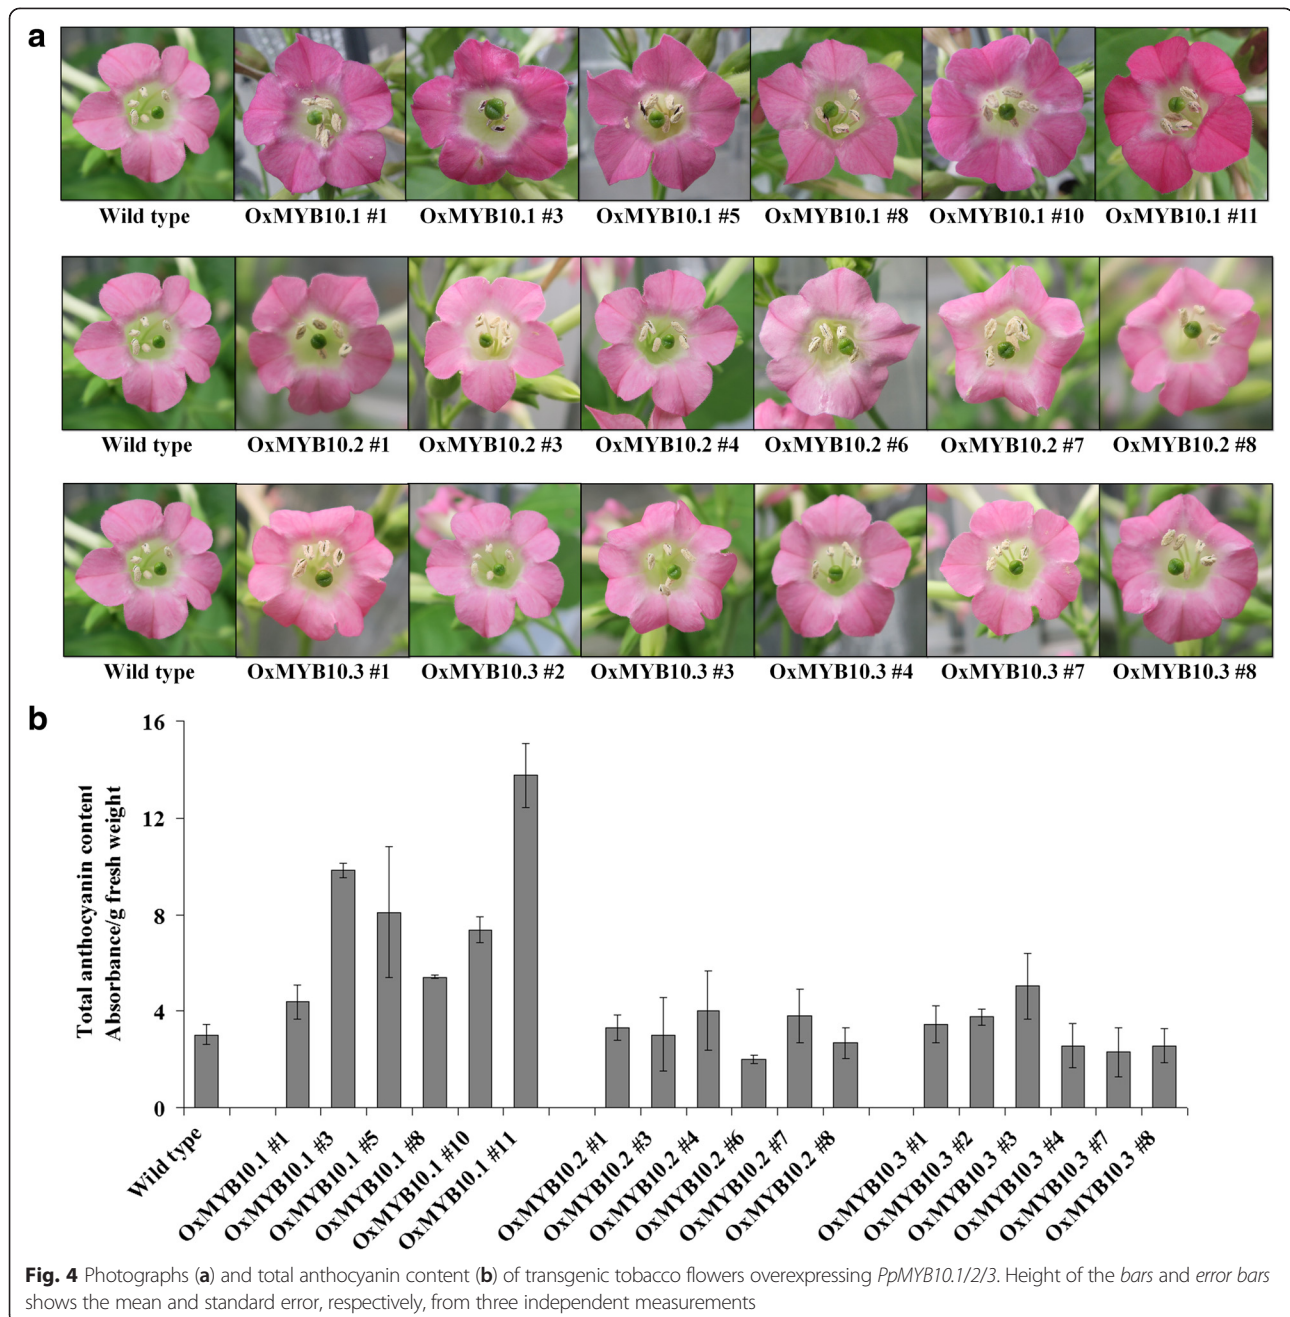 a
Wild type OxMYB10.1 #1 OxMYB10.1 #3 OxMYB10.1 #5 OxMYB10.1 #8 OxMYB10.1 #10 OxMYB10.1 #11
Wild type OxMYB10.2 #1 OxMYB10.2 #3 OxMYB10.2 #4 OxMYB10.2 #6 OxMYB10.2 #7 OxMYB10.2 #8
Wild type OxMYB10.3 #1 OxMYB10.3 #2 OxMYB10.3 #3 OxMYB10.3 #4 OxMYB10.3 #7 OxMYB10.3 #8
b
Total anthocyanin content
Absorbance/g fresh weight
16
12
8
4
0
Wild type
OxMYB10.1 #1
OxMYB10.1 #3
OxMYB10.1 #5
OxMYB10.1 #8
OxMYB10.1 #10
OxMYB10.1 #11
OxMYB10.2 #1
OxMYB10.2 #3
OxMYB10.2 #4
OxMYB10.2 #6
OxMYB10.2 #7
OxMYB10.2 #8
OxMYB10.3 #1
OxMYB10.3 #2
OxMYB10.3 #3
OxMYB10.3 #4
OxMYB10.3 #7
OxMYB10.3 #8
Fig. 4 Photographs (a) and total anthocyanin content (b) of transgenic tobacco flowers overexpressing PpMYB10.1/2/3. Height of the bars and error bars
shows the mean and standard error, respectively, from three independent measurements